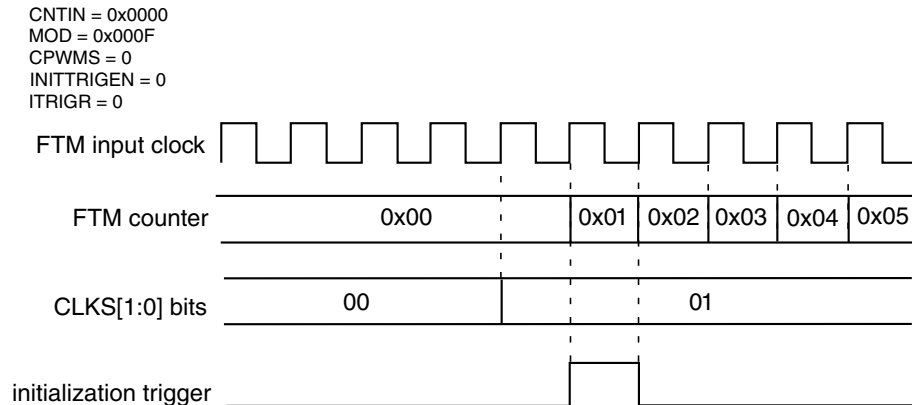 CNTIN = 0x0000
MOD = 0x000F
CPWMS = 0
INITTRIGEN = 0
ITRIGR = 0
FTM input clock
FTM counter 0x00 0x01 0x02 0x03 0x04 0x05
CLKS[1:0] bits 00 01
initialization trigger